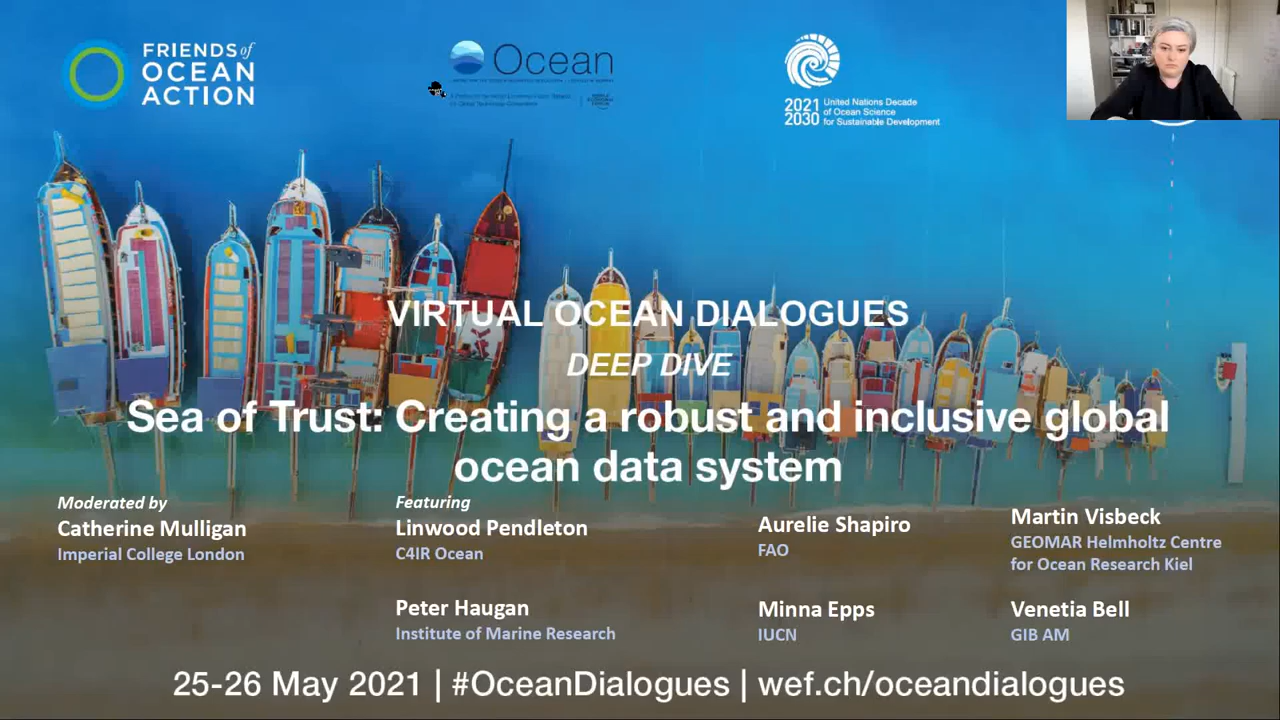 FRIENDS of
OCEAN
ACTION
Ocean
2021
2030
United Nations Decade
of Ocean Science
for Sustainable Development
VIRTUAL OCEAN DIALOGUES
DEEP DIVE
Sea of Trust: Creating a robust and inclusive global
ocean data system
Moderated by
Catherine Mulligan
Imperial College London
Featuring
Linwood Pendleton
C4IR Ocean
Aurelie Shapiro
FAO
Martin Visbeck
GEOMAR Helmholtz Centre
for Ocean Research Kiel
Peter Haugan
Institute of Marine Research
Minna Epps
IUCN
Venetia Bell
GIB AM
25-26 May 2021 | #OceanDialogues | wef.ch/oceandialogues